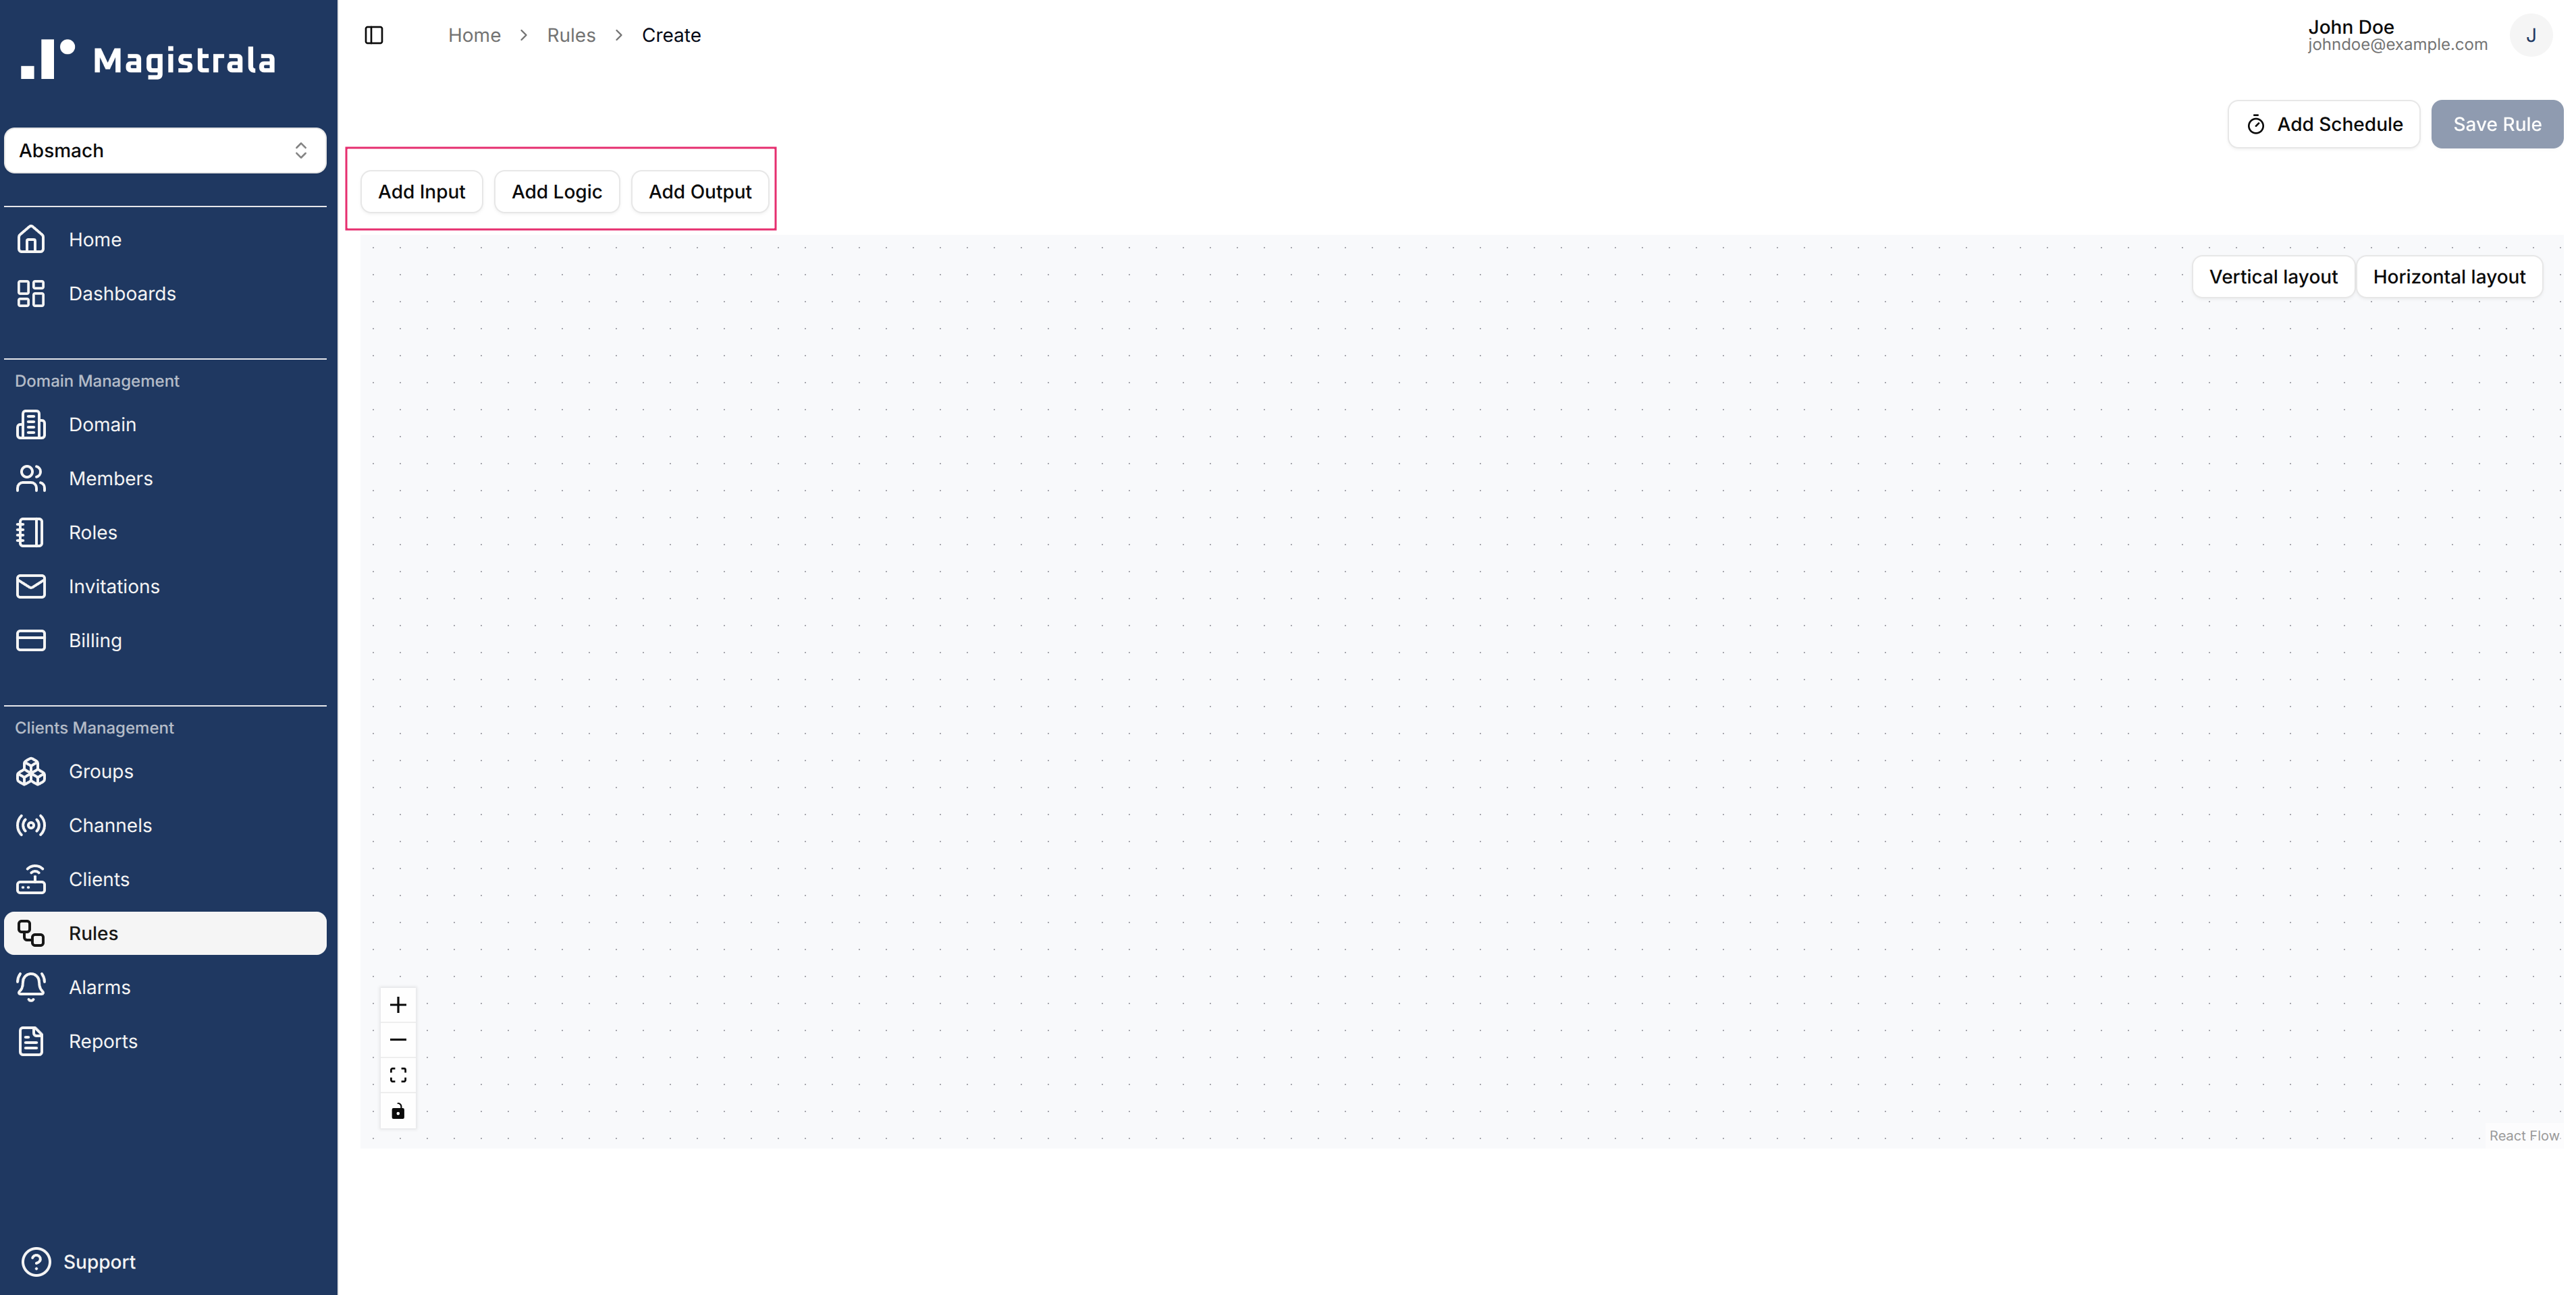 Magistrala
Absmach
Home
Dashboards
Domain Management
Domain
Members
Roles
Invitations
Billing
Clients Management
Groups
Channels
Clients
Rules
Alarms
Reports
Support
Home > Rules > Create
John Doe
johndoe@example.com
J
Add Schedule
Save Rule
Add Input
Add Logic
Add Output
Vertical layout
Horizontal layout
React Flow